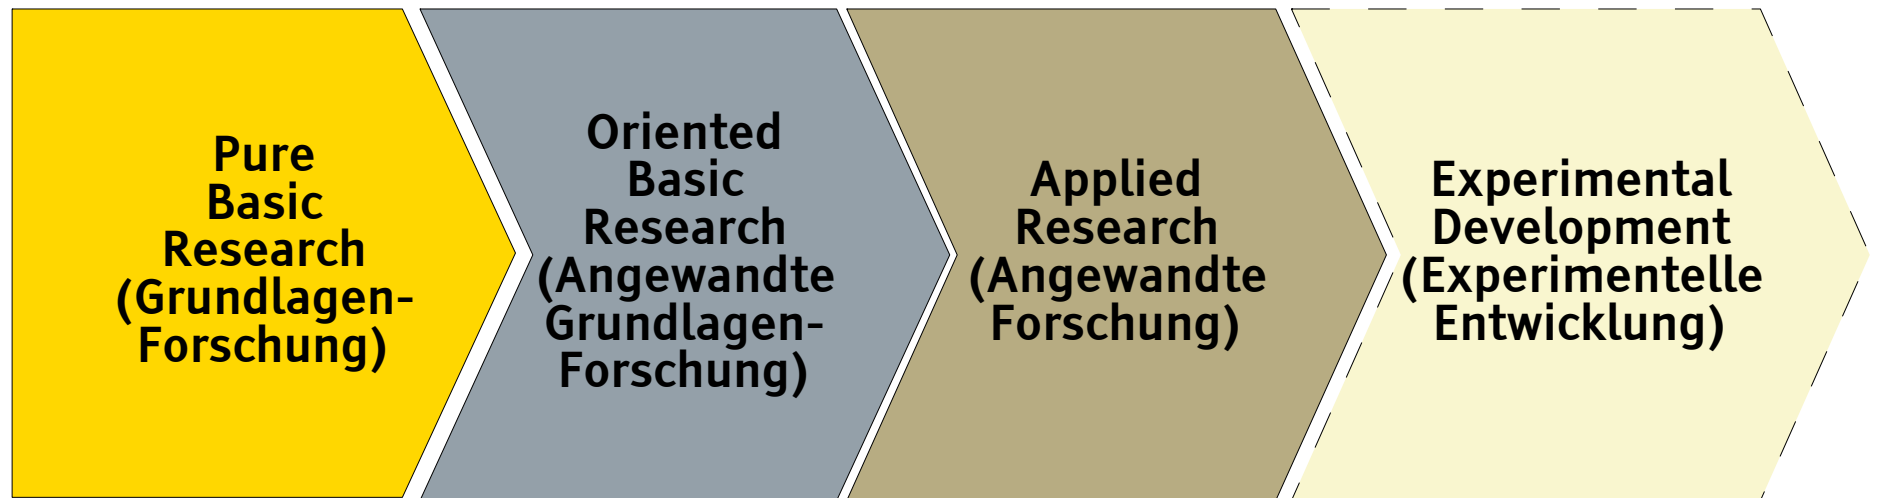 Pure
Basic
Research
(Grundlagen-
Forschung)
Oriented
Basic
Research
(Angewandte
Grundlagen-
Forschung)
Applied
Research
(Angewandte
Forschung)
Experimental
Development
(Experimentelle
Entwicklung)